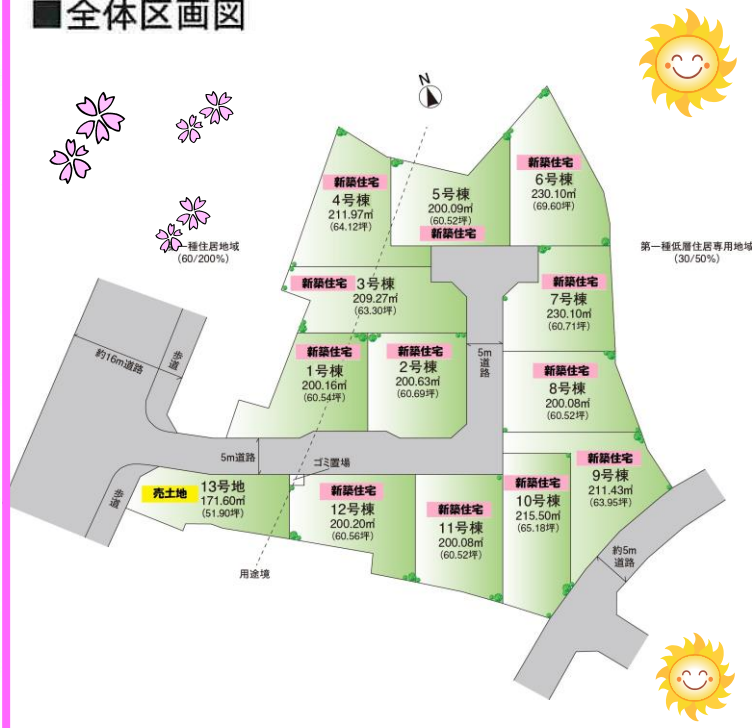 ■全体区画図
N
新築住宅
6号棟
230.10㎡
(69.60坪)
新築住宅
4号棟
211.97㎡
(64.12坪)
5号棟
200.09㎡
(60.52坪)
新築住宅
一種住居地域
(60/200%)
第一種低層住居専用地域
(30/50%)
新築住宅
3号棟
209.27㎡
(63.30坪)
新築住宅
7号棟
230.10㎡
(60.71坪)
約16m道路
歩道
新築住宅
1号棟
200.16㎡
(60.54坪)
新築住宅
2号棟
200.63㎡
(60.69坪)
5m
道路
新築住宅
8号棟
200.08㎡
(60.52坪)
5m道路
ゴミ置場
新築住宅
9号棟
211.43㎡
(63.95坪)
売土地
13号地
171.60㎡
(51.90坪)
歩道
新築住宅
12号棟
200.20㎡
(60.56坪)
新築住宅
11号棟
200.08㎡
(60.52坪)
新築住宅
10号棟
215.50㎡
(65.18坪)
約5m
道路
用途境